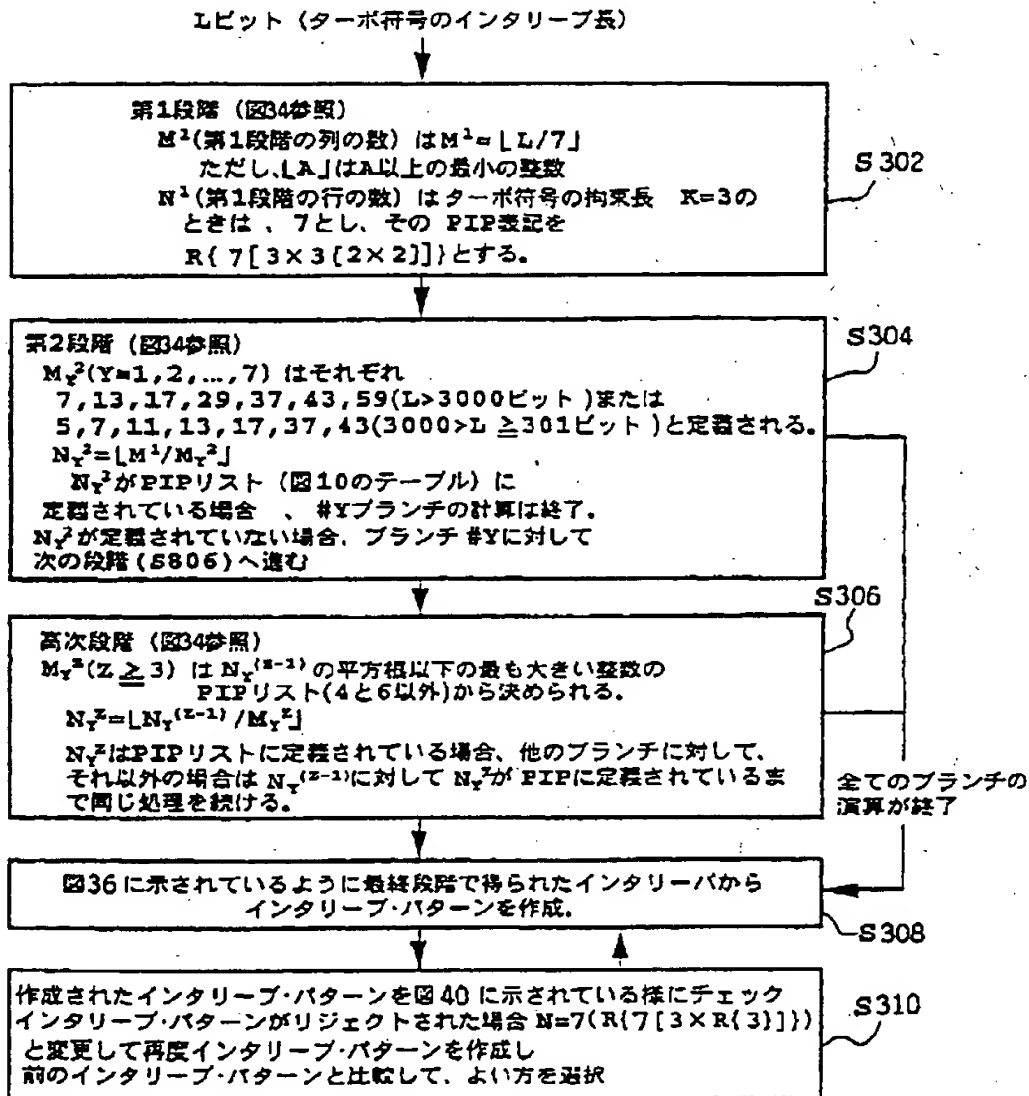 Lビット（ターボ符号のインタリーブ長）
第1段階（図34参照）
M¹(第1段階の列の数）はM¹=⌊L/7⌋
ただし、⌊A⌋はA以上の最小の整数
N¹(第1段階の行の数）はターボ符号の拘束長 K=3の
ときは、7とし、その PIP表記を
R{7[3×3{2×2]]}とする。
S302
第2段階（図34参照）
M_Y²(Y=1,2,...,7) はそれぞれ
7,13,17,29,37,43,59(L>3000ビット)または
5,7,11,13,17,37,43(3000>L≧301ビット)と定義される。
N_Y²=⌊M¹/M_Y²⌋
N_Y²がPIPリスト（図10のテーブル）に
定義されている場合 、#Yブランチの計算は終了。
N_Y²が定義されていない場合、ブランチ #Yに対して
次の段階(S806)へ進む
S304
高次段階（図34参照）
M_Y^Z(Z≧3) は N_Y^(Z-1) の平方根以下の最も大きい整数の
PIPリスト(4と6以外)から決められる。
N_Y^Z=⌊N_Y^(Z-1)/M_Y^Z⌋
N_Y^ZはPIPリストに定義されている場合、他のブランチに対して、
それ以外の場合は N_Y^(Z-1)に対して N_Y^Zが PIPに定義されているま
で同じ処理を続ける。
S306
全てのブランチの
演算が終了
図36に示されているように最終段階で得られたインタリーバから
インタリーブ・パターンを作成。
S308
作成されたインタリーブ・パターンを図40に示されている様にチェック
インタリーブ・パターンがリジェクトされた場合 N=7(R{7[3×R{3}]})
と変更して再度インタリーブ・パターンを作成し
前のインタリーブ・パターンと比較して、よい方を選択
S310